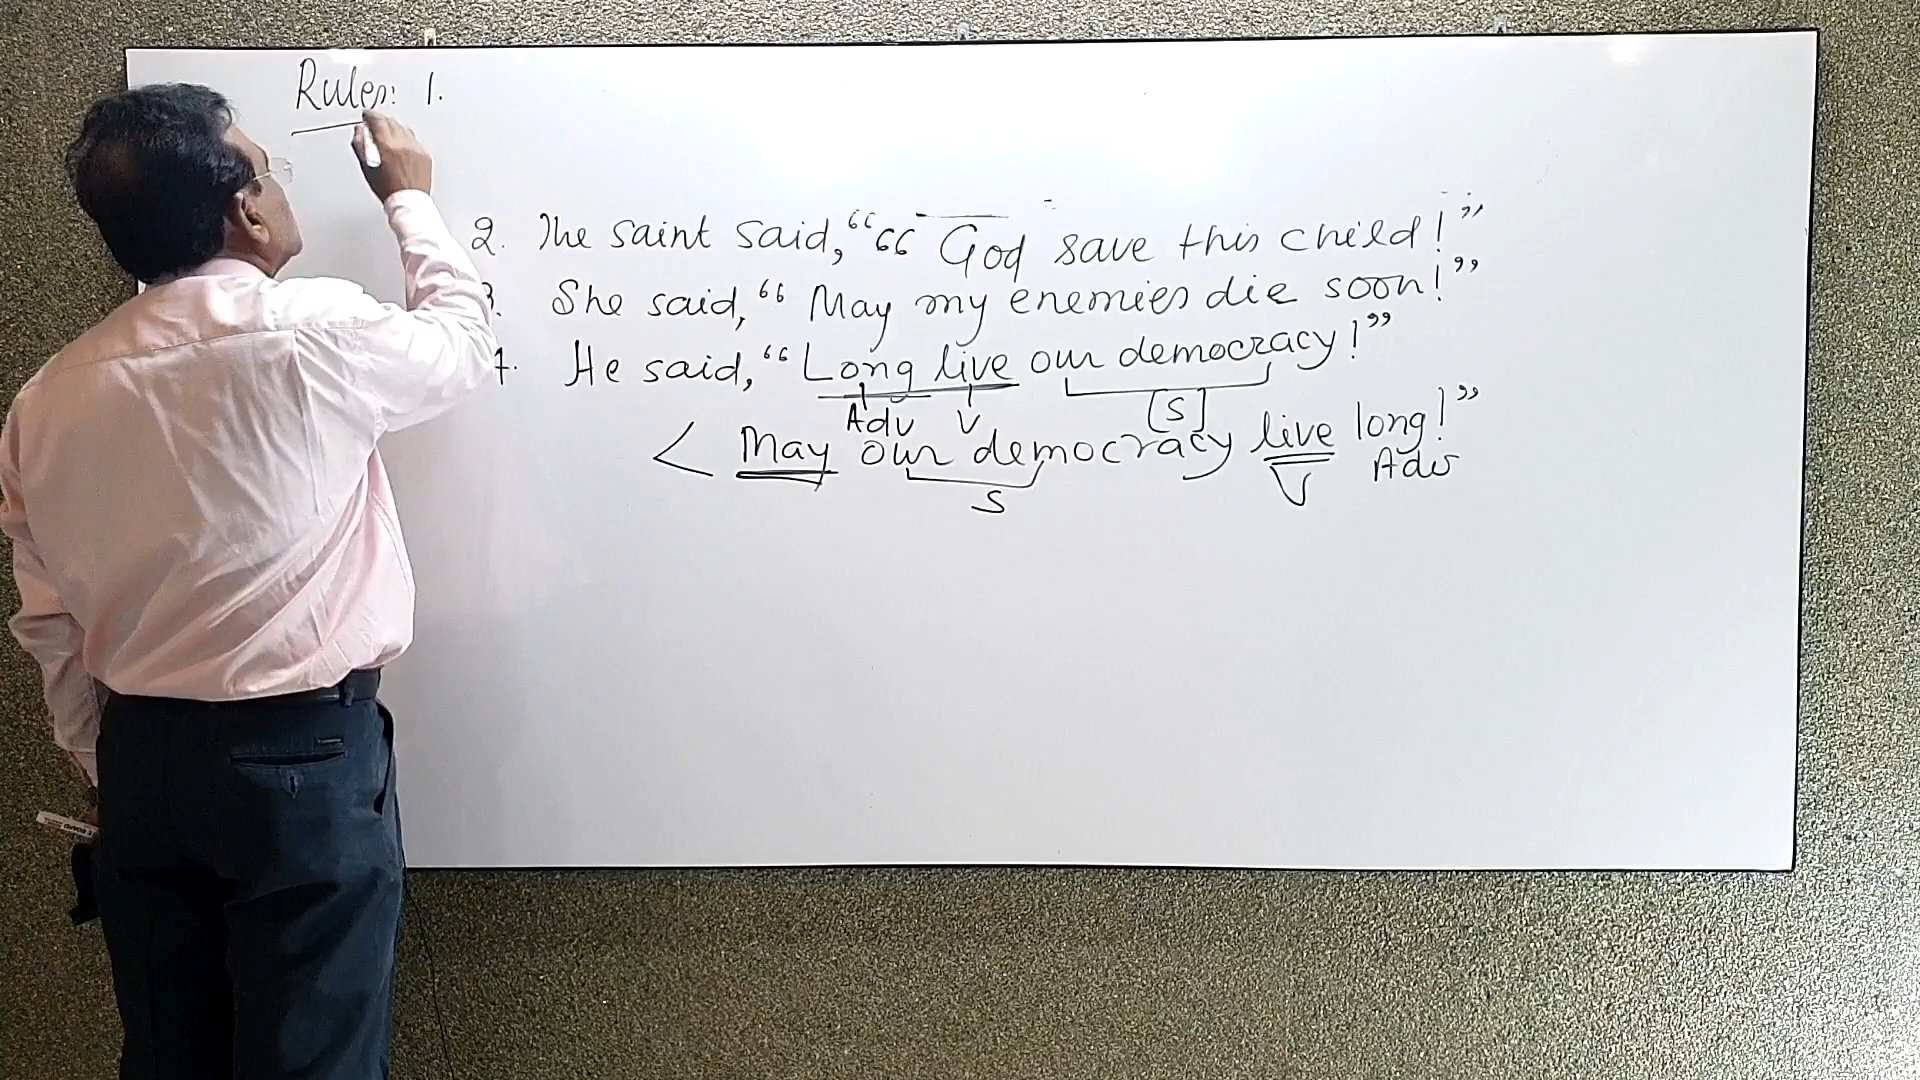 Rules: 1.
2. The saint said, “ “ God save this child!”
3. She said, “May my enemies die soon!”
4. He said, “Long live our democracy!”
Adv V [S]
< May our democracy live long!”
S V Adv